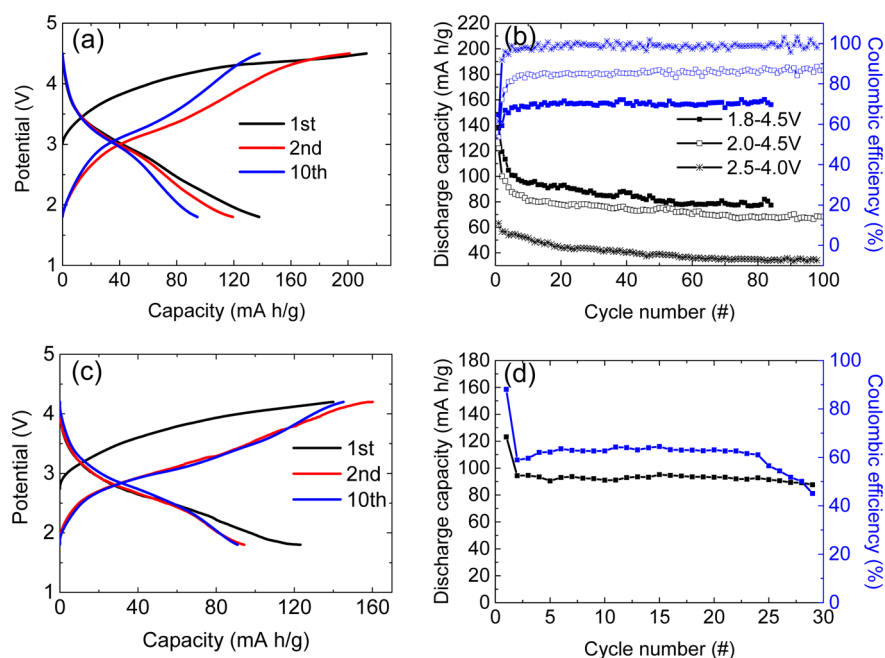 (a)
5
4
3
2
1
Potential (V)
0
40
80
120
160
200
Capacity (mA h/g)
1st
2nd
10th
(b)
220
200
180
160
140
120
100
80
60
40
Discharge capacity (mA h/g)
100
80
60
40
20
0
Coulombic efficiency (%)
1.8-4.5V
2.0-4.5V
2.5-4.0V
0
20
40
60
80
100
Cycle number (#)
(c)
5
4
3
2
1
Potential (V)
0
40
80
120
160
Capacity (mA h/g)
1st
2nd
10th
(d)
180
160
140
120
100
80
60
40
20
0
Discharge capacity (mA h/g)
100
80
60
40
20
0
Coulombic efficiency (%)
0
5
10
15
20
25
30
Cycle number (#)